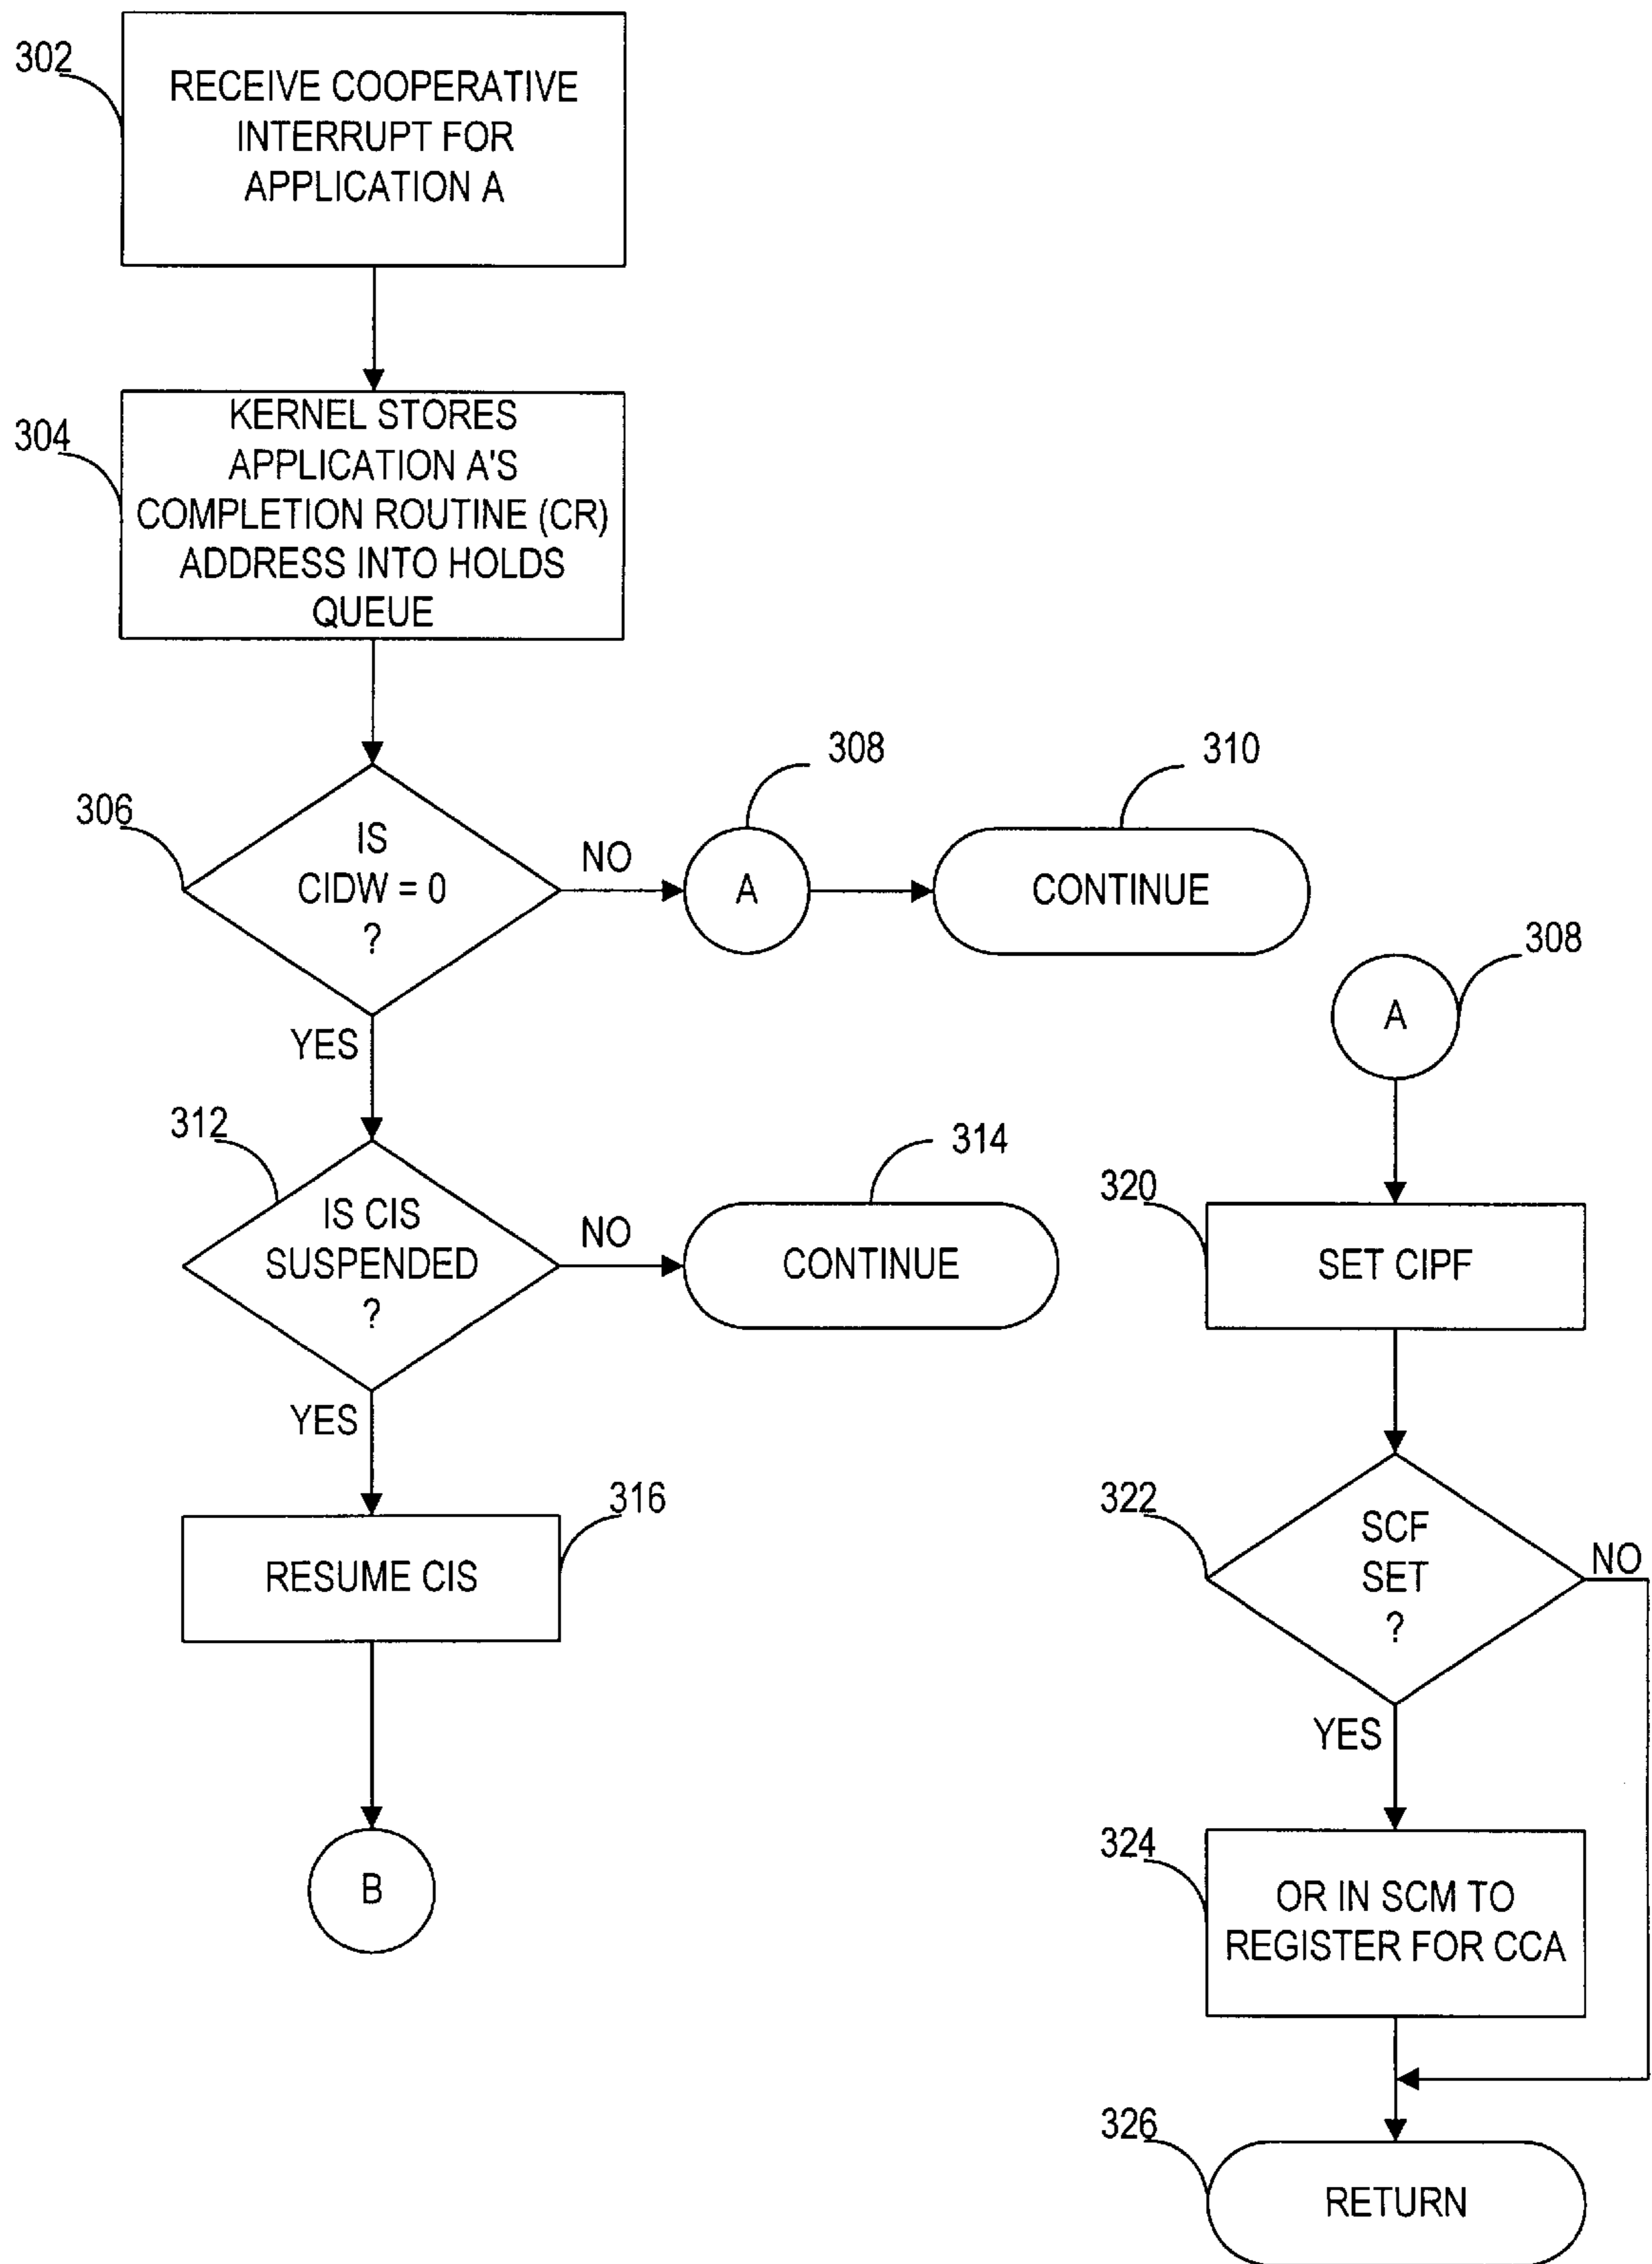 302
RECEIVE COOPERATIVE
INTERRUPT FOR
APPLICATION A
304
KERNEL STORES
APPLICATION A'S
COMPLETION ROUTINE (CR)
ADDRESS INTO HOLDS
QUEUE
306
IS
CIDW = 0
?
NO
YES
308
A
310
CONTINUE
312
IS CIS
SUSPENDED
?
NO
YES
314
CONTINUE
316
RESUME CIS
B
308
A
320
SET CIPF
322
SCF
SET
?
NO
YES
324
OR IN SCM TO
REGISTER FOR CCA
326
RETURN